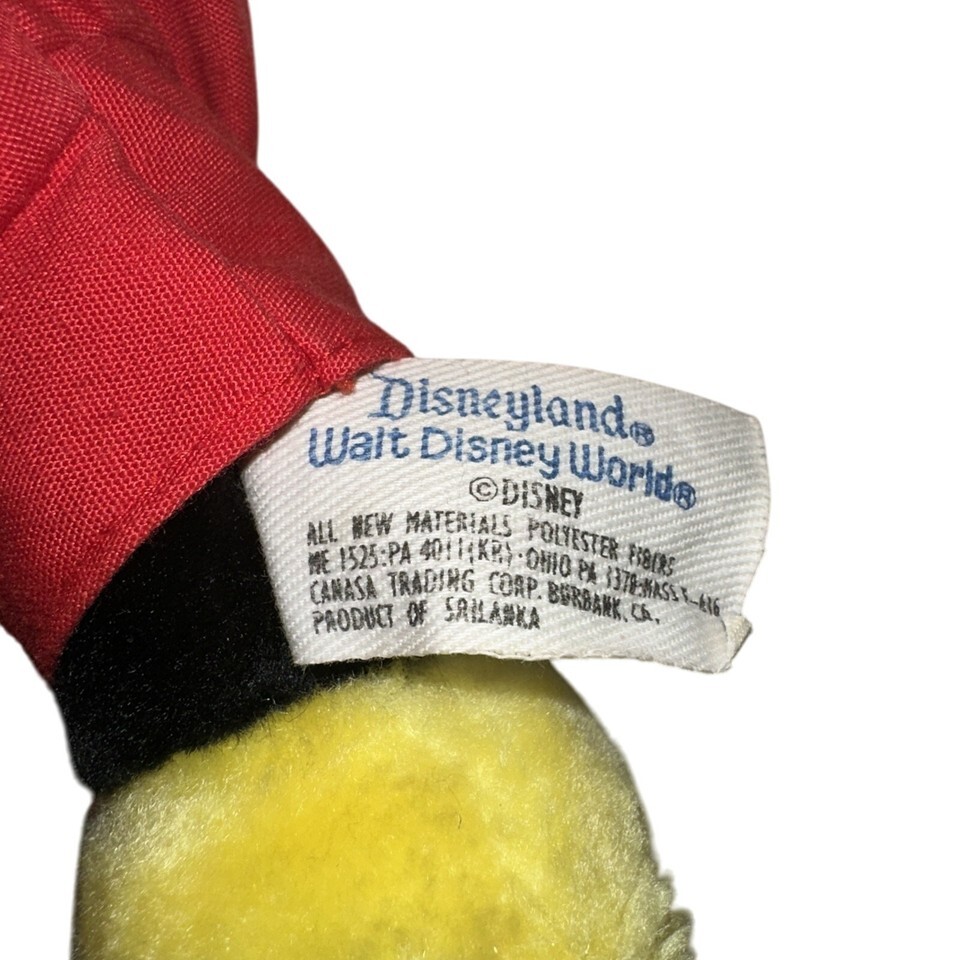 Disneyland®
Walt Disney World®
©DISNEY
ALL NEW MATERIALS POLYESTER FIBERS
ME 1525:PA 4011(KR)·OHIO PA 1378:MASS T-616
CANASA TRADING CORP. BURBANK, CA.
PRODUCT OF SRILANKA